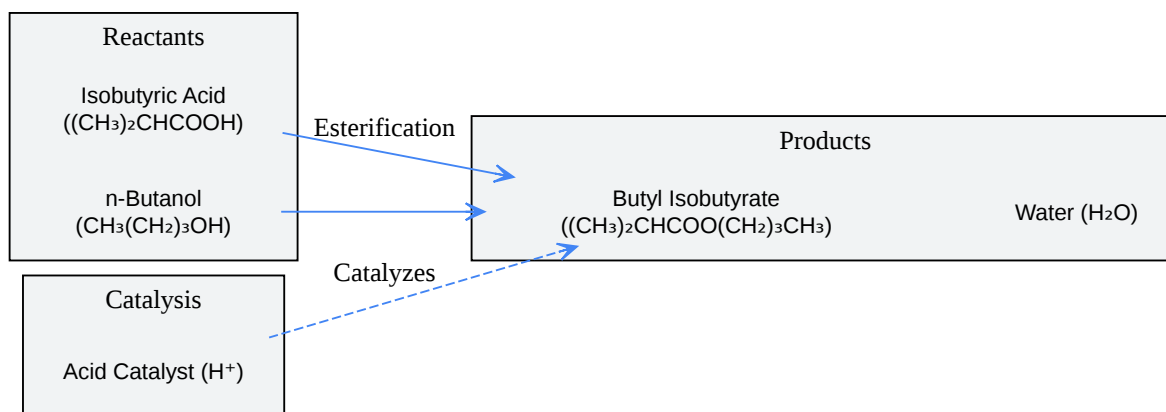 Reactants
Isobutyric Acid
((CH₃)₂CHCOOH)
n-Butanol
(CH₃(CH₂)₃OH)
Esterification
Products
Butyl Isobutyrate
((CH₃)₂CHCOO(CH₂)₃CH₃)
Water (H₂O)
Catalyzes
Catalysis
Acid Catalyst (H⁺)